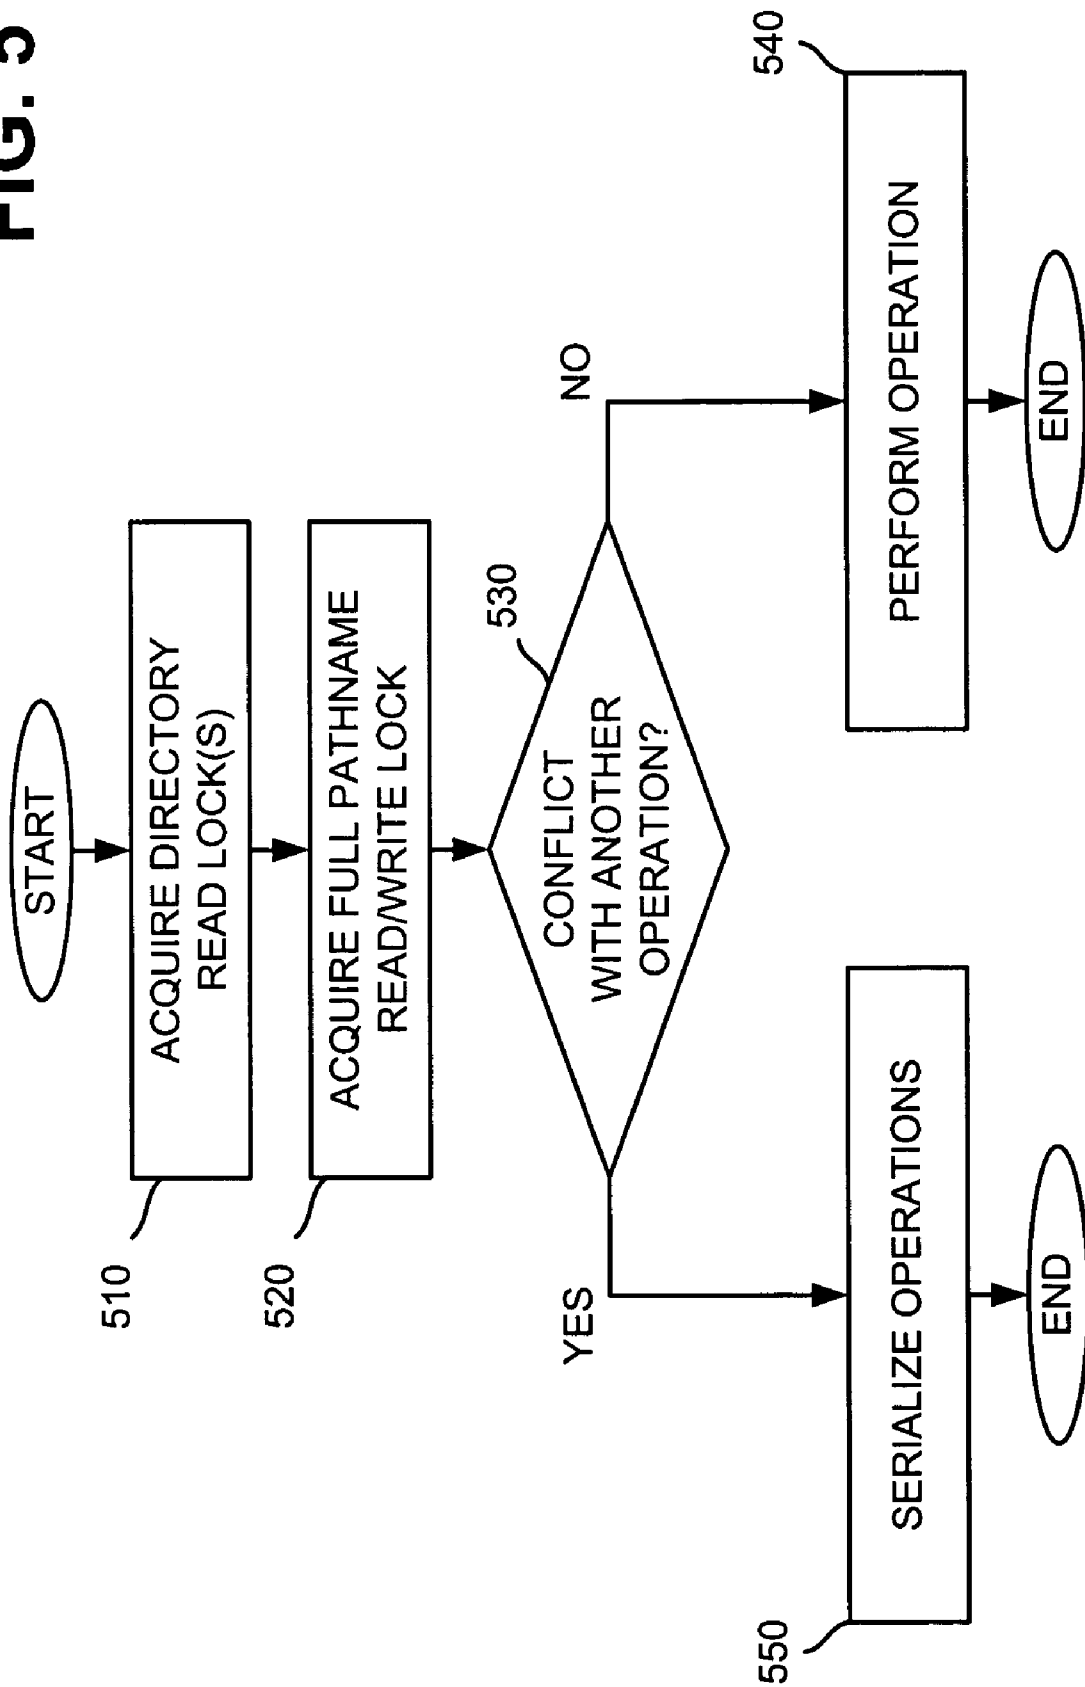 FIG. 5
START
510
ACQUIRE DIRECTORY
READ LOCK(S)
520
ACQUIRE FULL PATHNAME
READ/WRITE LOCK
530
CONFLICT
WITH ANOTHER
OPERATION?
YES
NO
550
SERIALIZE OPERATIONS
540
PERFORM OPERATION
END
END